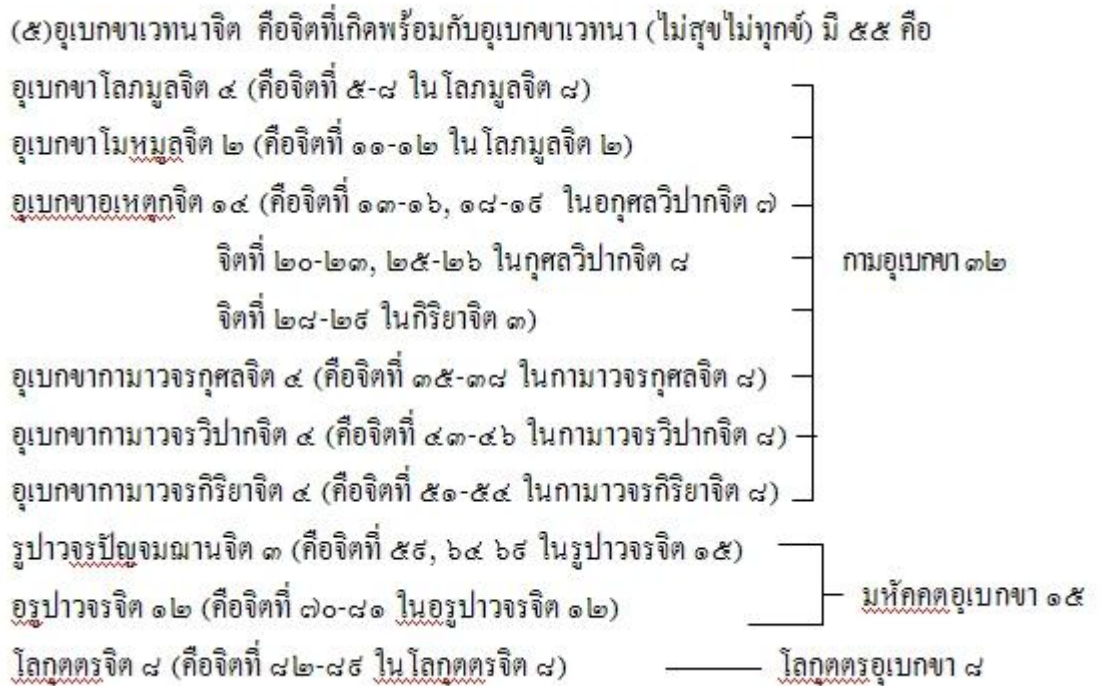 (๕)อุเบกขาเวทนาจิต คือจิตที่เกิดพร้อมกับอุเบกขาเวทนา (ไม่สุขไม่ทุกข์) มี ๕๕ คือ
อุเบกขาโลภมูลจิต ๔ (คือจิตที่ ๕-๘ ในโลภมูลจิต ๘)
อุเบกขาโมหมูลจิต ๒ (คือจิตที่ ๑๑-๑๒ ในโลภมูลจิต ๒)
อุเบกขาอเหตุกจิต ๑๔ (คือจิตที่ ๑๓-๑๖, ๑๘-๑๙ ในอกุศลวิปากจิต ๗
จิตที่ ๒๐-๒๓, ๒๕-๒๖ ในกุศลวิปากจิต ๘ กามอุเบกขา ๓๒
จิตที่ ๒๘-๒๙ ในกิริยาจิต ๓)
อุเบกขากามาวจรกุศลจิต ๔ (คือจิตที่ ๓๕-๓๘ ในกามาวจรกุศลจิต ๘)
อุเบกขากามาวจรวิปากจิต ๔ (คือจิตที่ ๔๓-๔๖ ในกามาวจรวิปากจิต ๘)
อุเบกขากามาวจรกิริยาจิต ๔ (คือจิตที่ ๕๑-๕๔ ในกามาวจรกิริยาจิต ๘)
รูปาวจรปัญจมฌานจิต ๓ (คือจิตที่ ๕๙, ๖๔ ๖๙ ในรูปาวจรจิต ๑๕)
มหัคคตอุเบกขา ๑๕
อรูปาวจรจิต ๑๒ (คือจิตที่ ๗๐-๘๑ ในอรูปาวจรจิต ๑๒)
โลกุตตรจิต ๘ (คือจิตที่ ๘๒-๘๙ ในโลกุตตรจิต ๘) โลกุตตรอุเบกขา ๘